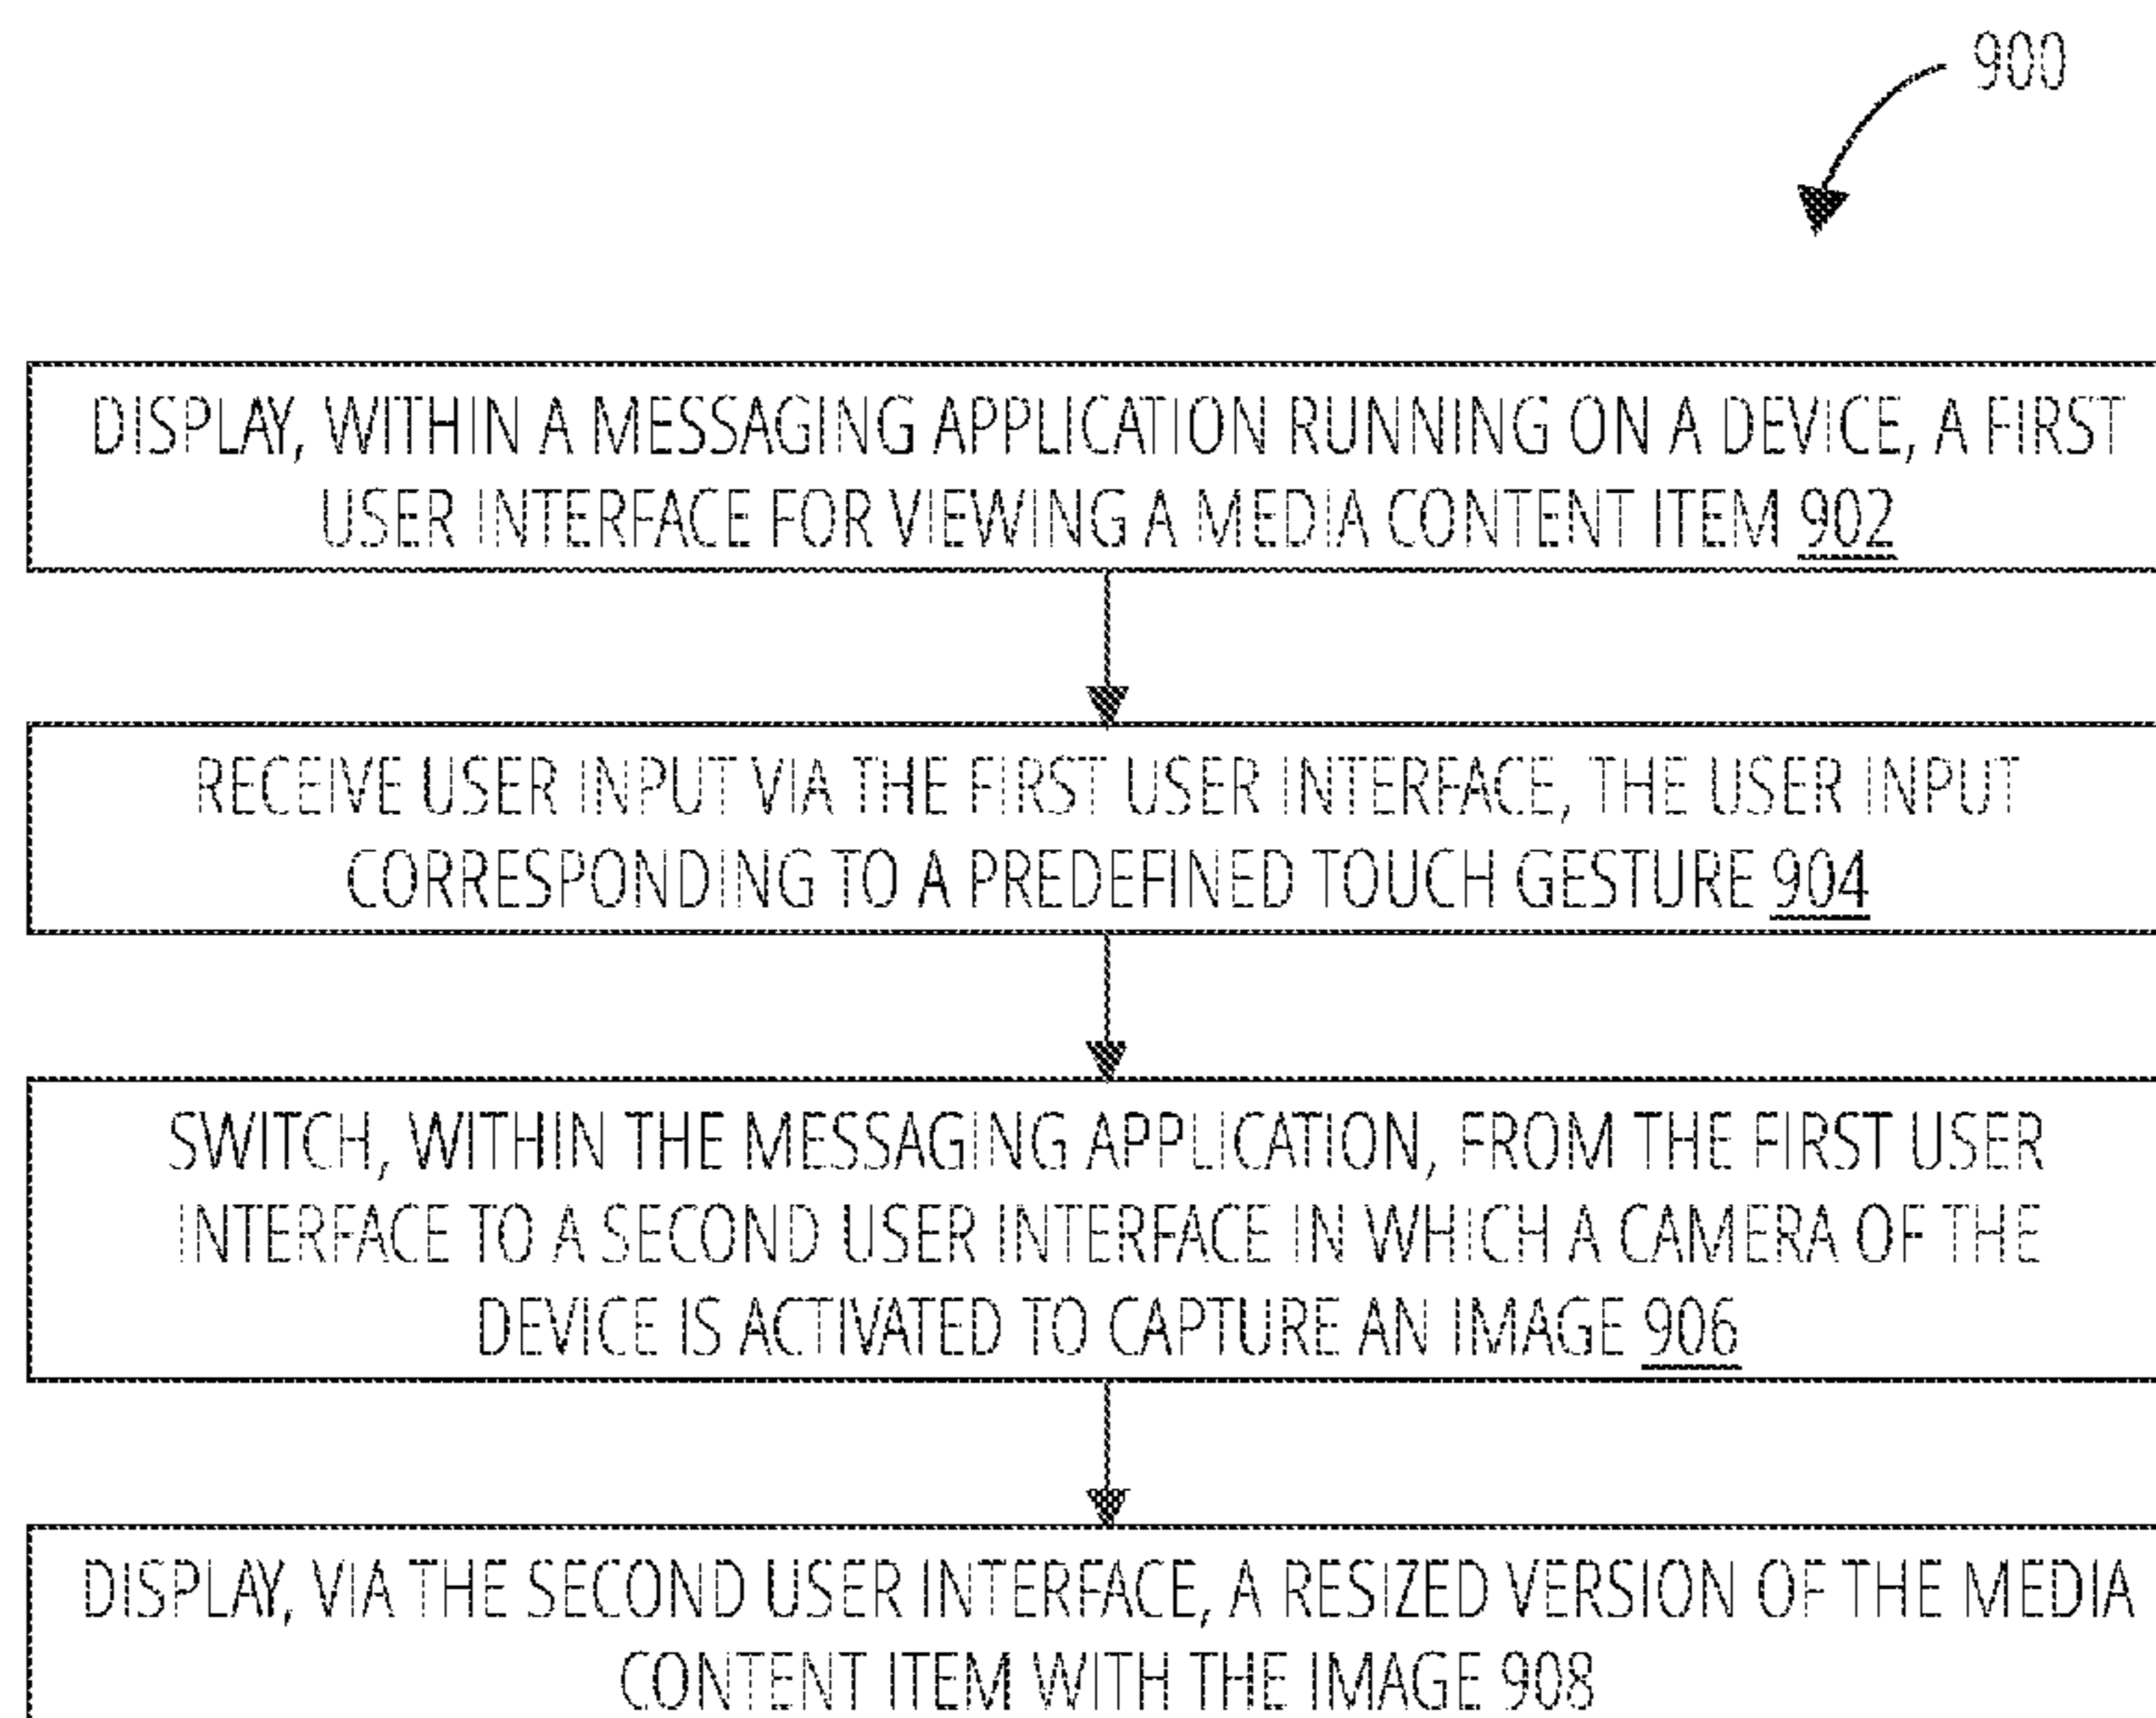 900
DISPLAY, WITHIN A MESSAGING APPLICATION RUNNING ON A DEVICE, A FIRST
USER INTERFACE FOR VIEWING A MEDIA CONTENT ITEM 902
RECEIVE USER INPUT VIA THE FIRST USER INTERFACE, THE USER INPUT
CORRESPONDING TO A PREDEFINED TOUCH GESTURE 904
SWITCH, WITHIN THE MESSAGING APPLICATION, FROM THE FIRST USER
INTERFACE TO A SECOND USER INTERFACE IN WHICH A CAMERA OF THE
DEVICE IS ACTIVATED TO CAPTURE AN IMAGE 906
DISPLAY, VIA THE SECOND USER INTERFACE, A RESIZED VERSION OF THE MEDIA
CONTENT ITEM WITH THE IMAGE 908